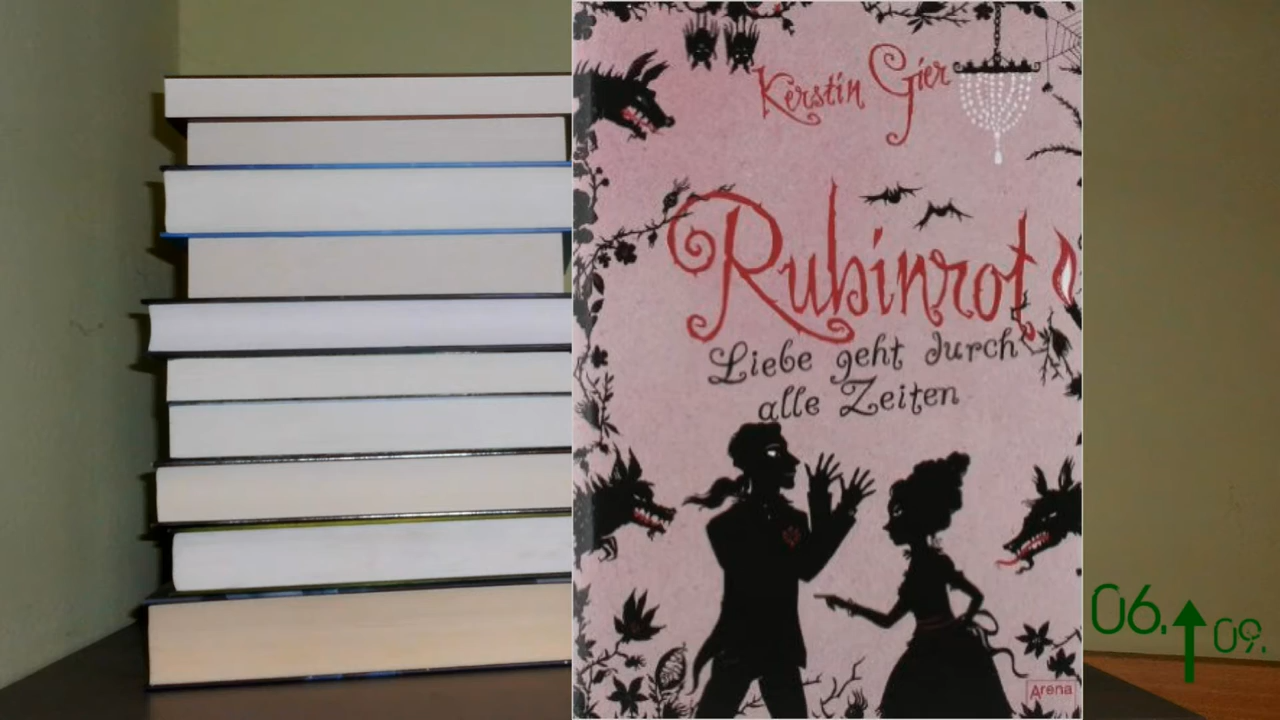 Kerstin Gier
Rubinrot
Liebe geht durch
alle Zeiten
Arena
06. 09.